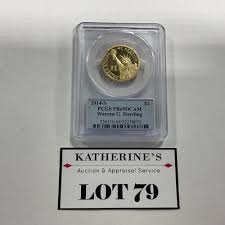 2014-S $1
PCGS PR69DCAM
Warren G. Harding
KATHERINE'S
Auction & Appraisal Service
LOT 79